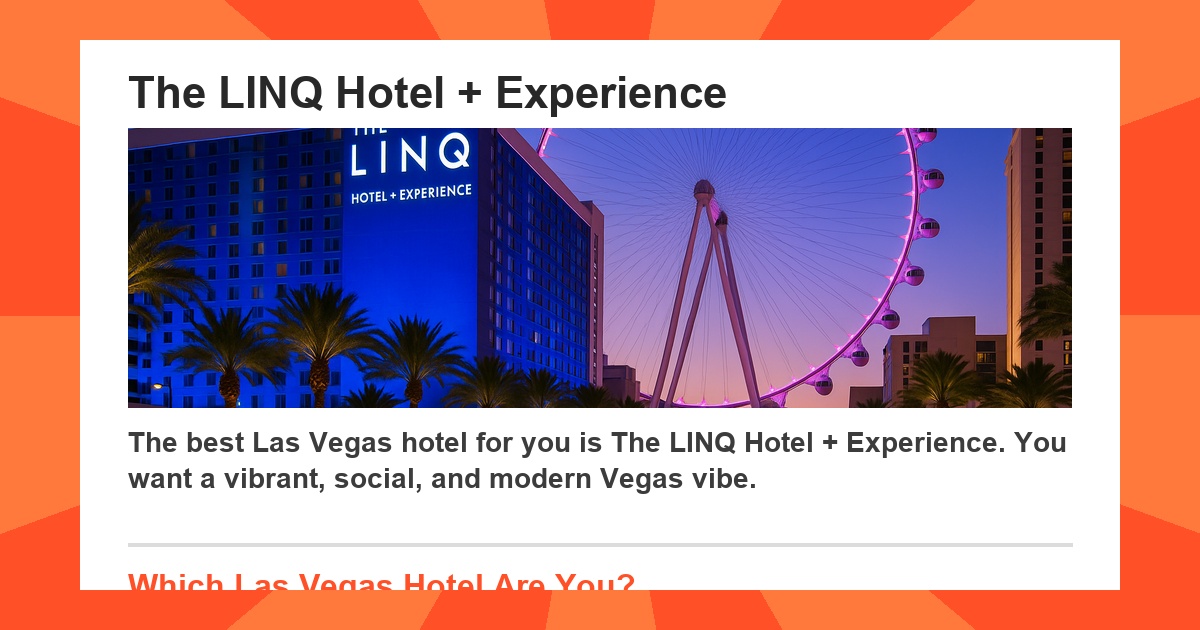 The LINQ Hotel + Experience
THE
LINQ
HOTEL + EXPERIENCE
The best Las Vegas hotel for you is The LINQ Hotel + Experience. You
want a vibrant, social, and modern Vegas vibe.
Which Las Vegas Hotel Are You?